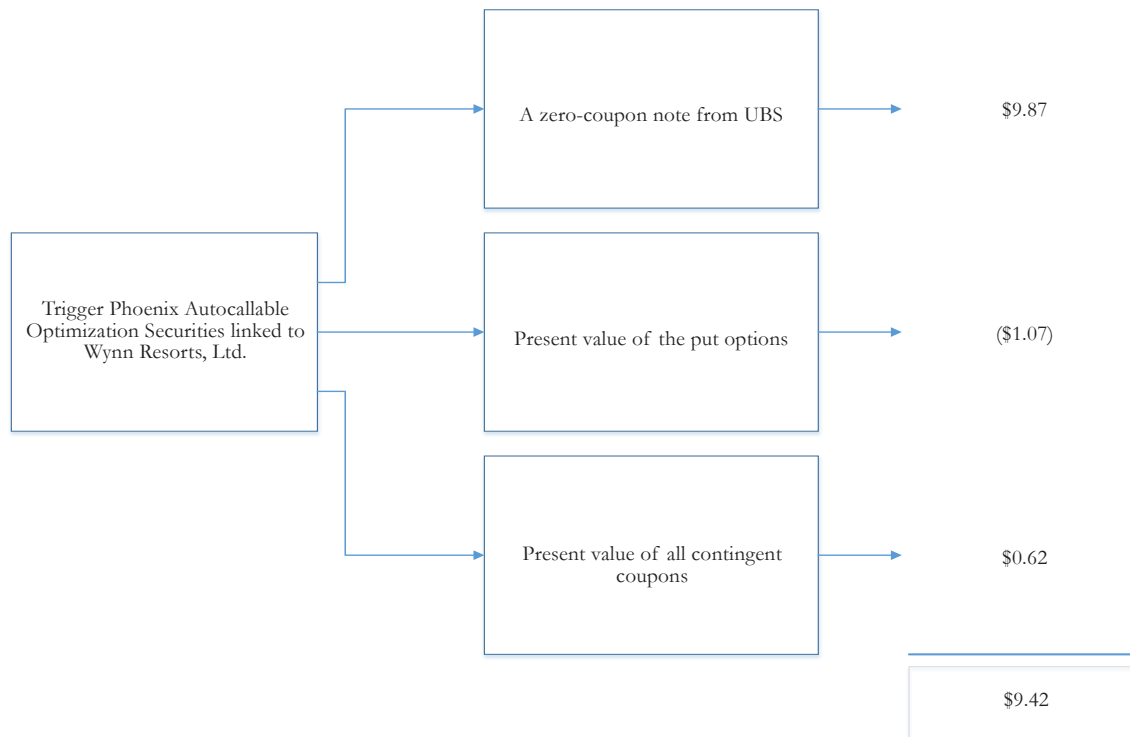 A zero-coupon note from UBS
$9.87
Trigger Phoenix Autocallable
Optimization Securities linked to
Wynn Resorts, Ltd.
Present value of the put options
($1.07)
Present value of all contingent
coupons
$0.62
$9.42